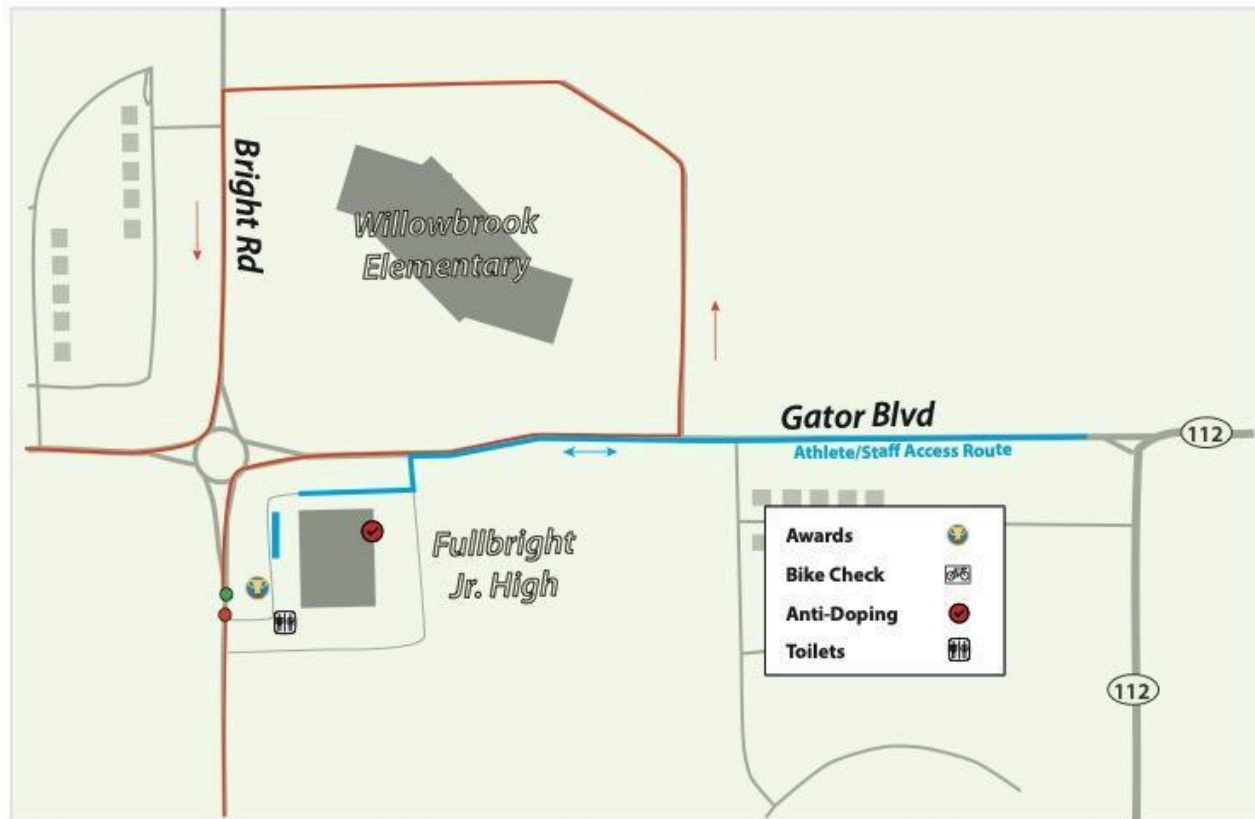 Bright Rd
Willowbrook
Elementary
Gator Blvd
112
Athlete/Staff Access Route
Fullbright
Jr. High
Awards
Bike Check
Anti-Doping
Toilets
112